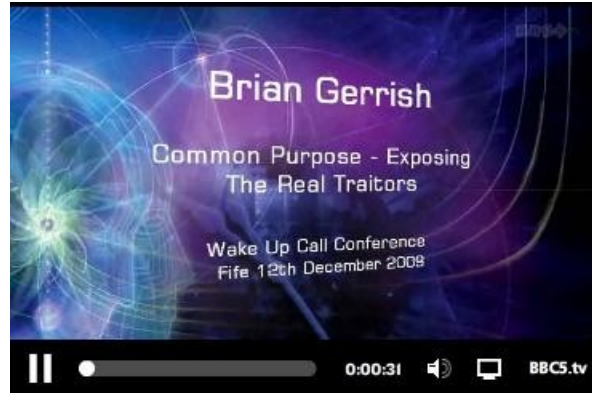 Brian Gerrish
Common Purpose - Exposing
The Real Traitors
Wake Up Call Conference
Fife 12th December 2009
0:00:31
BBC5.tv